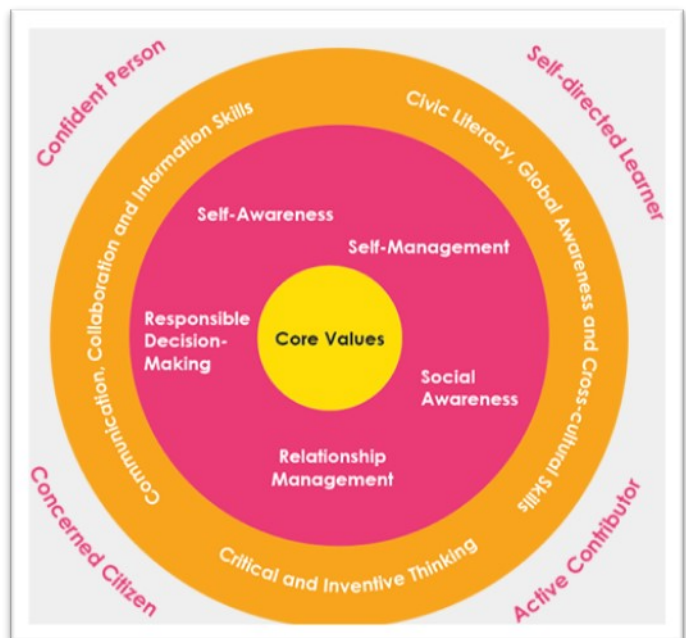 Confident Person
Self-directed Learner
Communication, Collaboration and Information Skills
Civic Literacy, Global Awareness and Cross-cultural Skills
Self-Awareness
Self-Management
Responsible
Decision-
Making
Core Values
Social
Awareness
Relationship
Management
Critical and Inventive Thinking
Concerned Citizen
Active Contributor